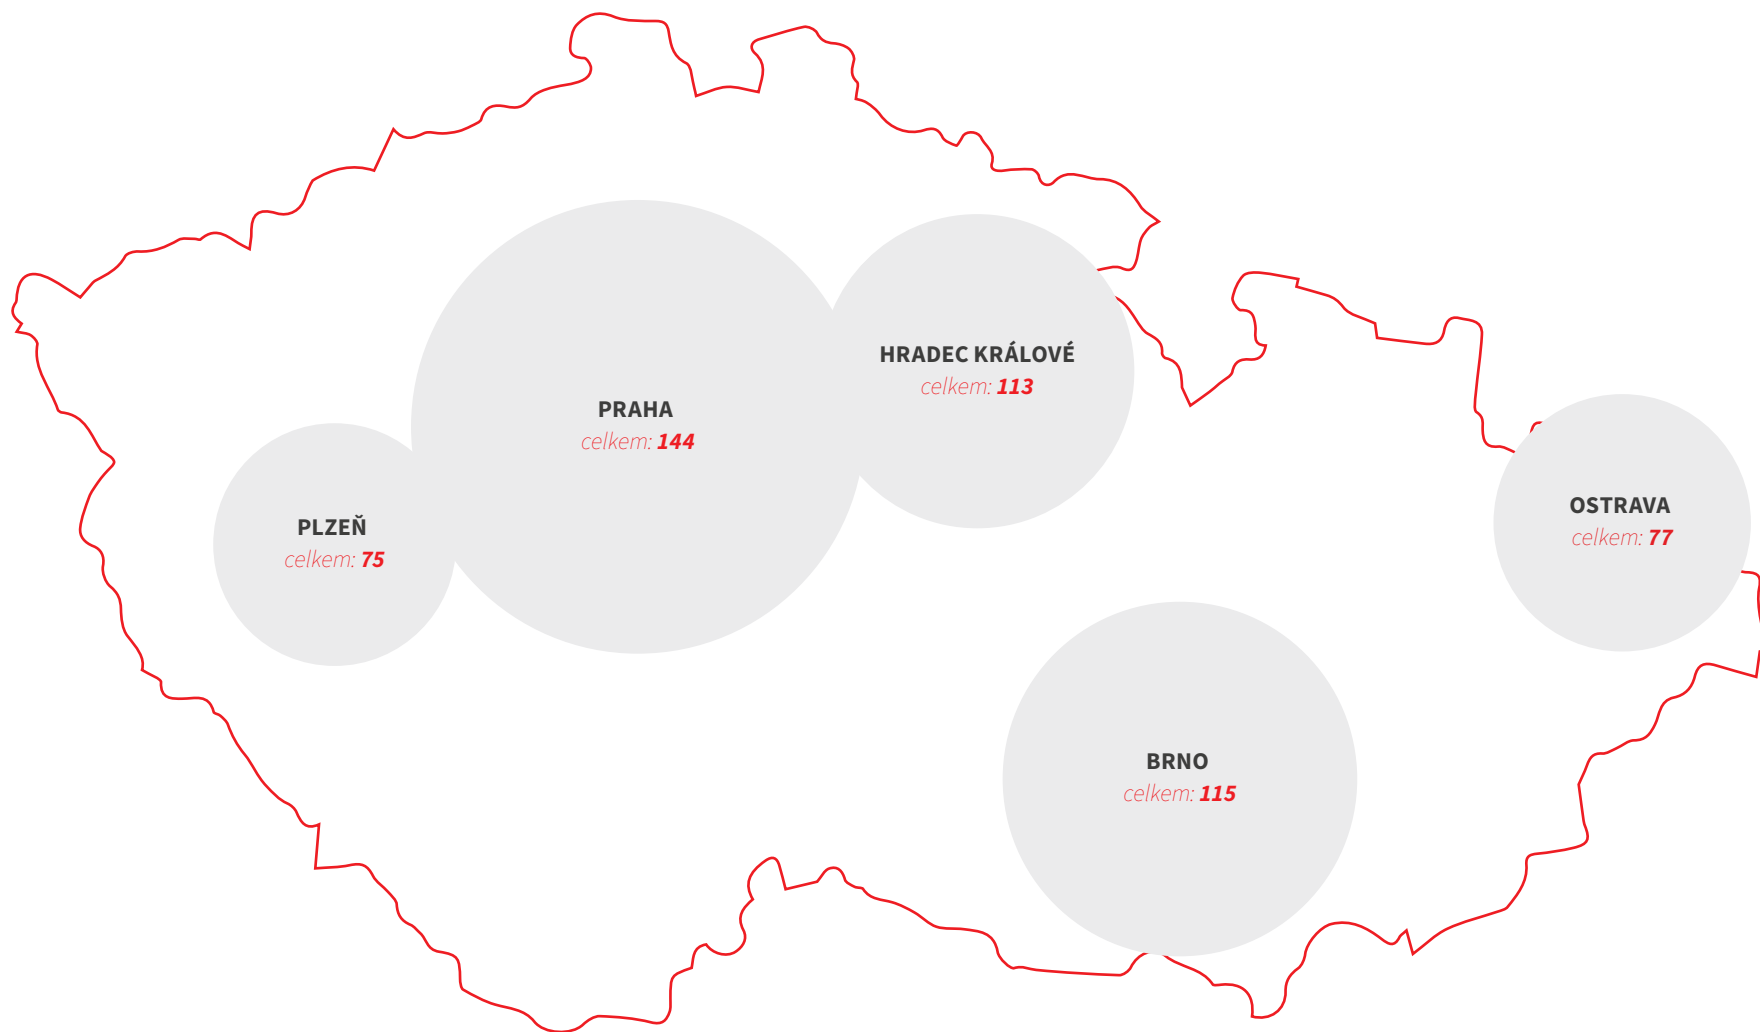 HRADEC KRÁLOVÉ
celkem: 113
PRAHA
celkem: 144
PLZEŇ
celkem: 75
OSTRAVA
celkem: 77
BRNO
celkem: 115